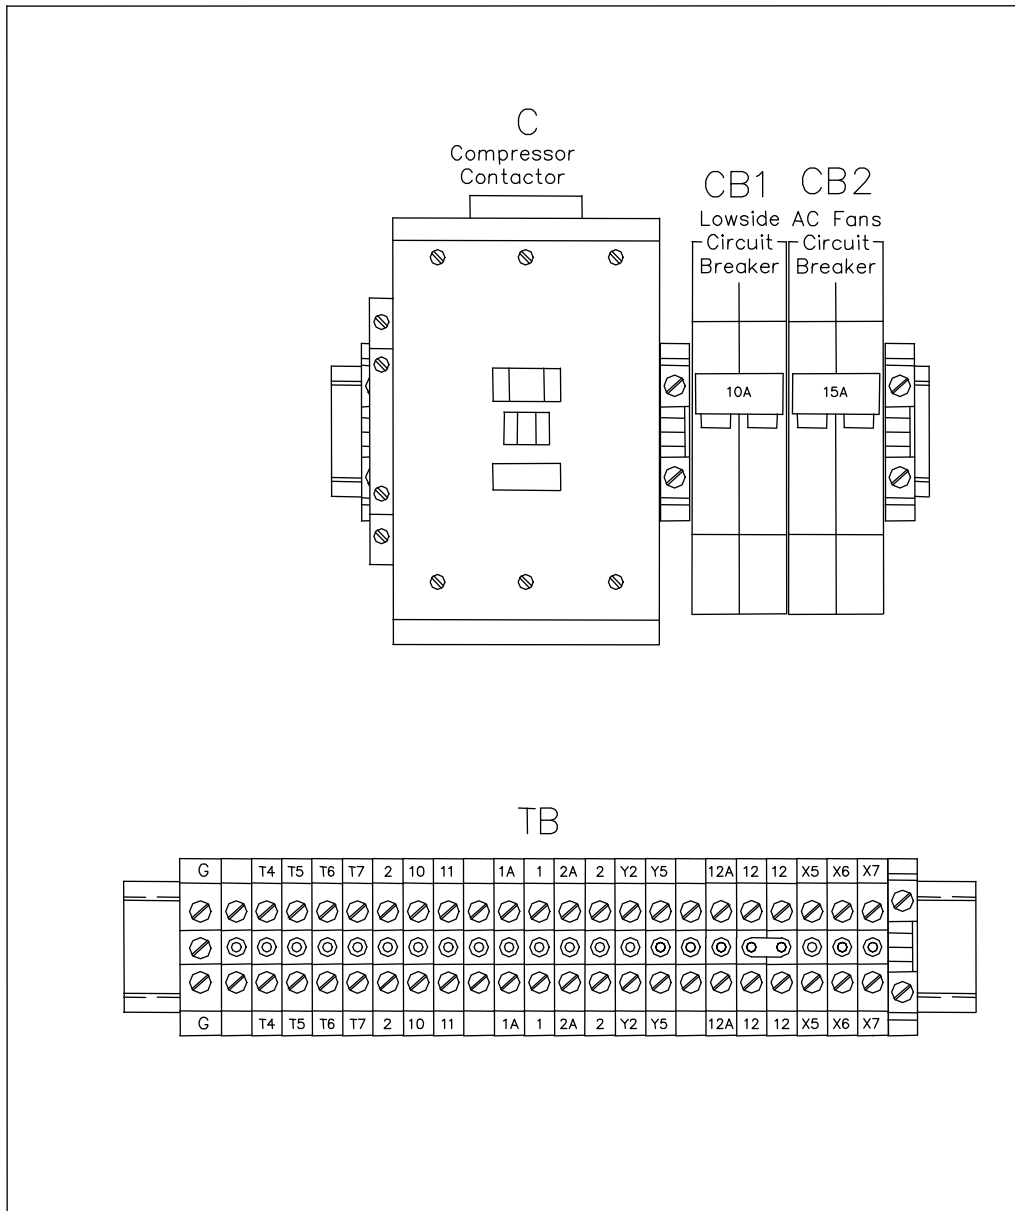 C
Compressor
Contactor
CB1 CB2
Lowside AC Fans
Circuit Circuit
Breaker Breaker
10A 15A
TB
G T4 T5 T6 T7 2 10 11 1A 1 2A 2 Y2 Y5 12A 12 12 X5 X6 X7
G T4 T5 T6 T7 2 10 11 1A 1 2A 2 Y2 Y5 12A 12 12 X5 X6 X7